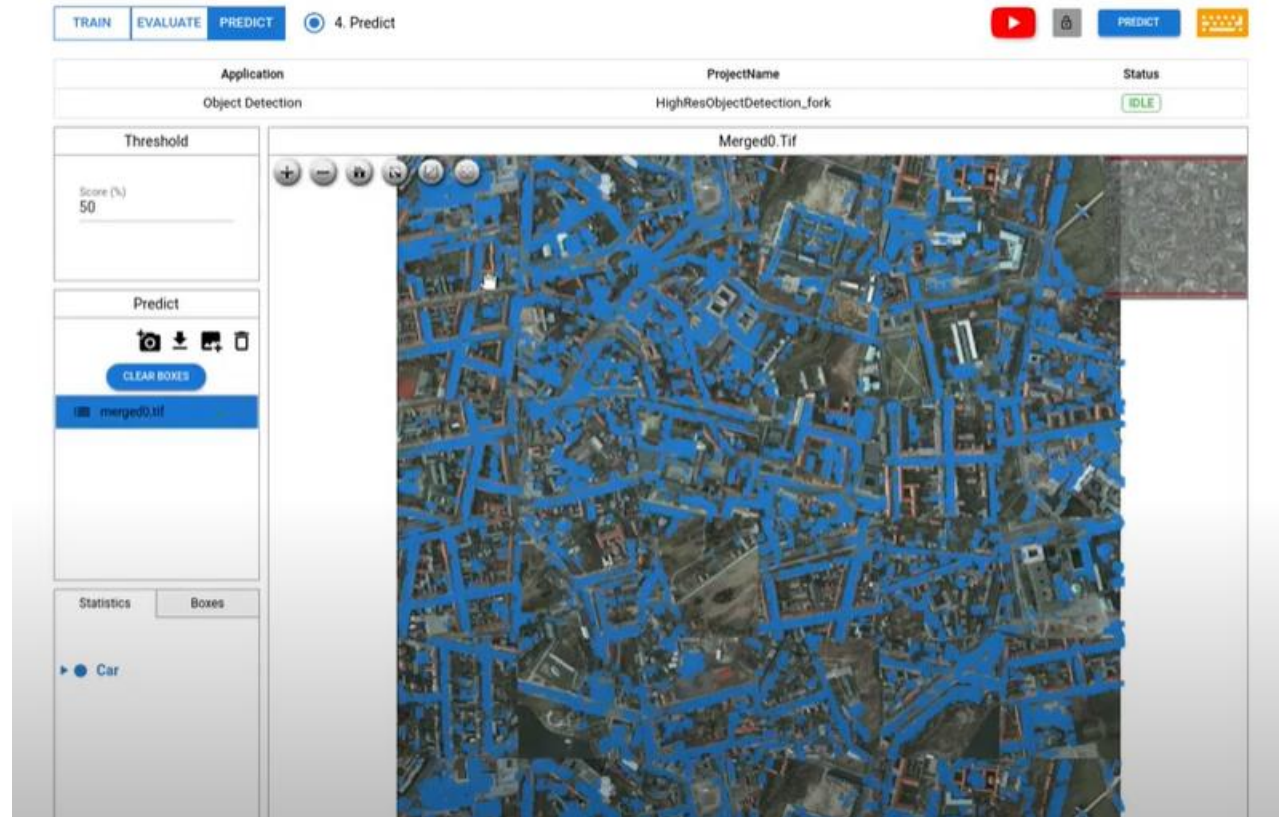 TRAIN EVALUATE PREDICT 4. Predict PREDICT
Application ProjectName Status
Object Detection HighResObjectDetection_fork IDLE
Threshold
Merged0.Tif
Score (%)
50
Predict
CLEAR BOXES
merged0.tif
Statistics Boxes
Car